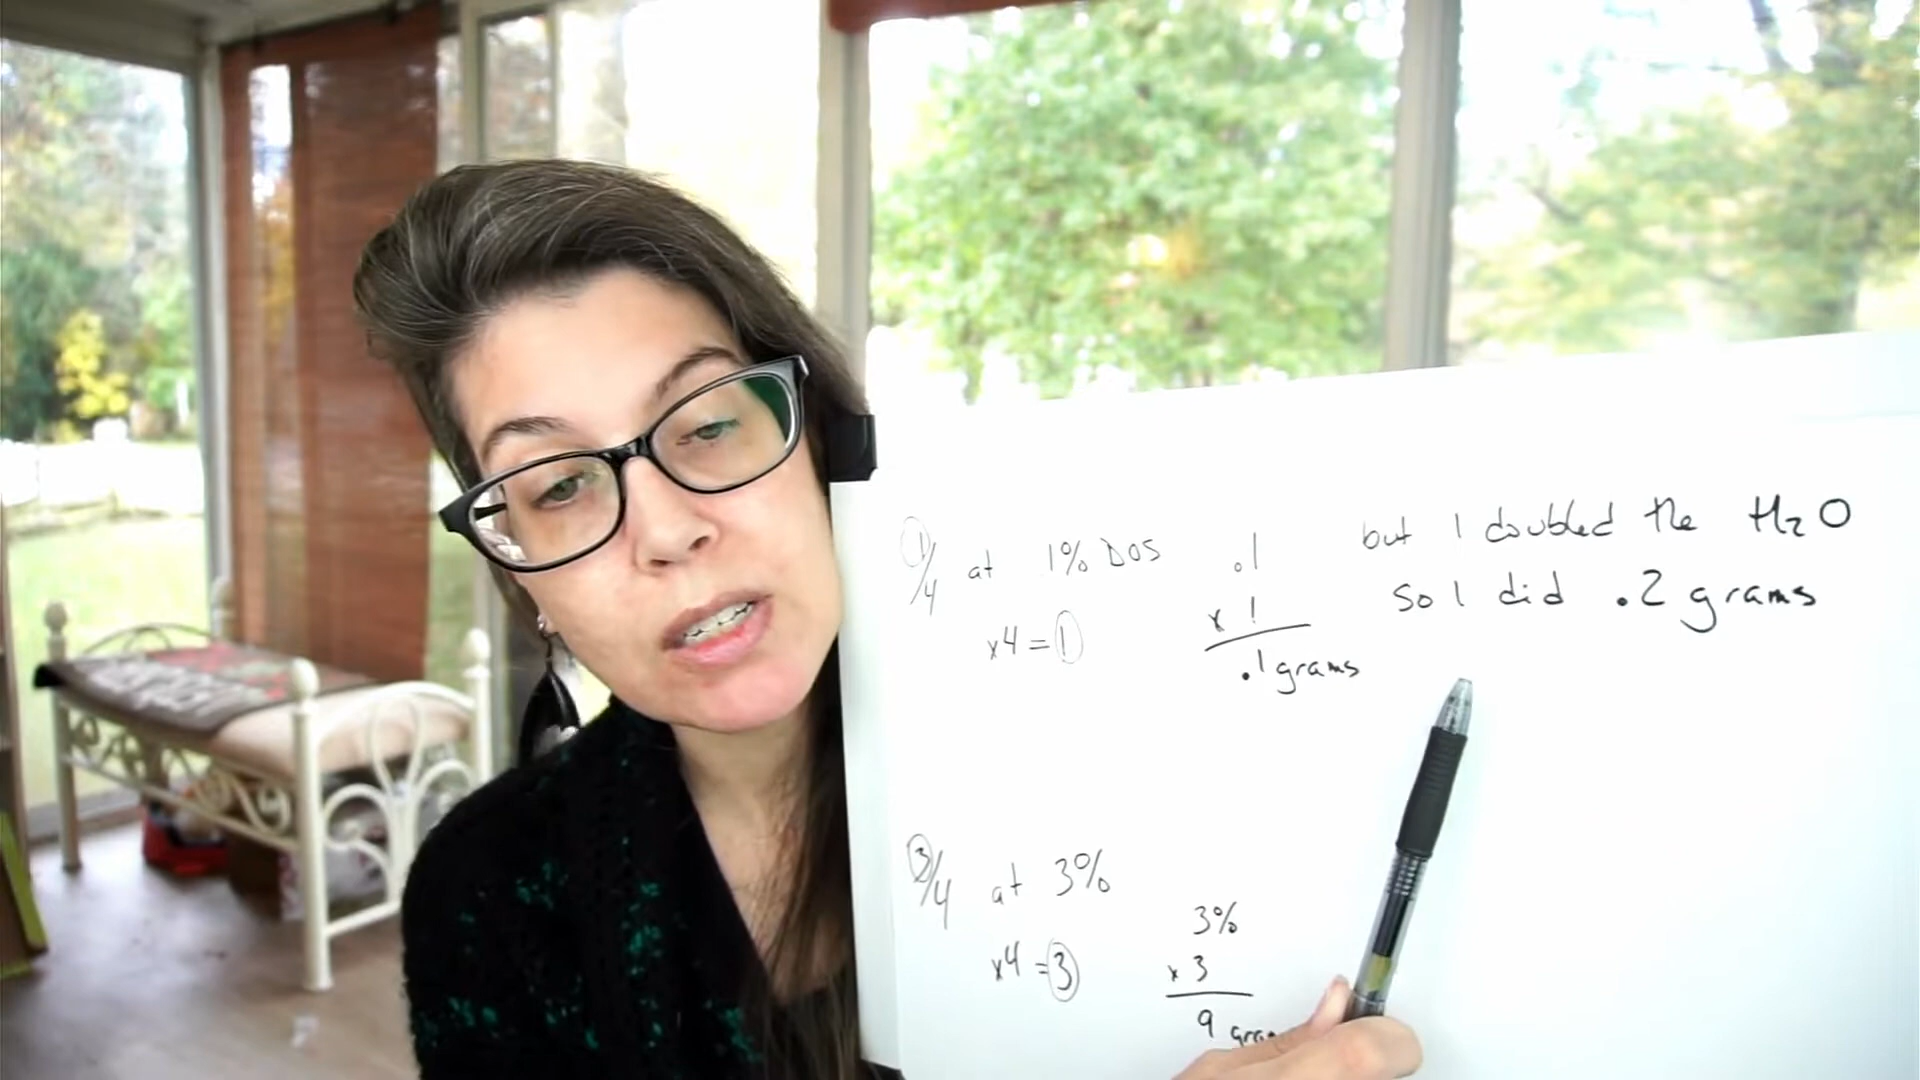 1/4 at 1% DOS
x4 = 1
.1
x 1
.1 grams
but I doubled the H2O
So I did .2 grams
3/4 at 3%
x4 = 3
3%
x 3
9